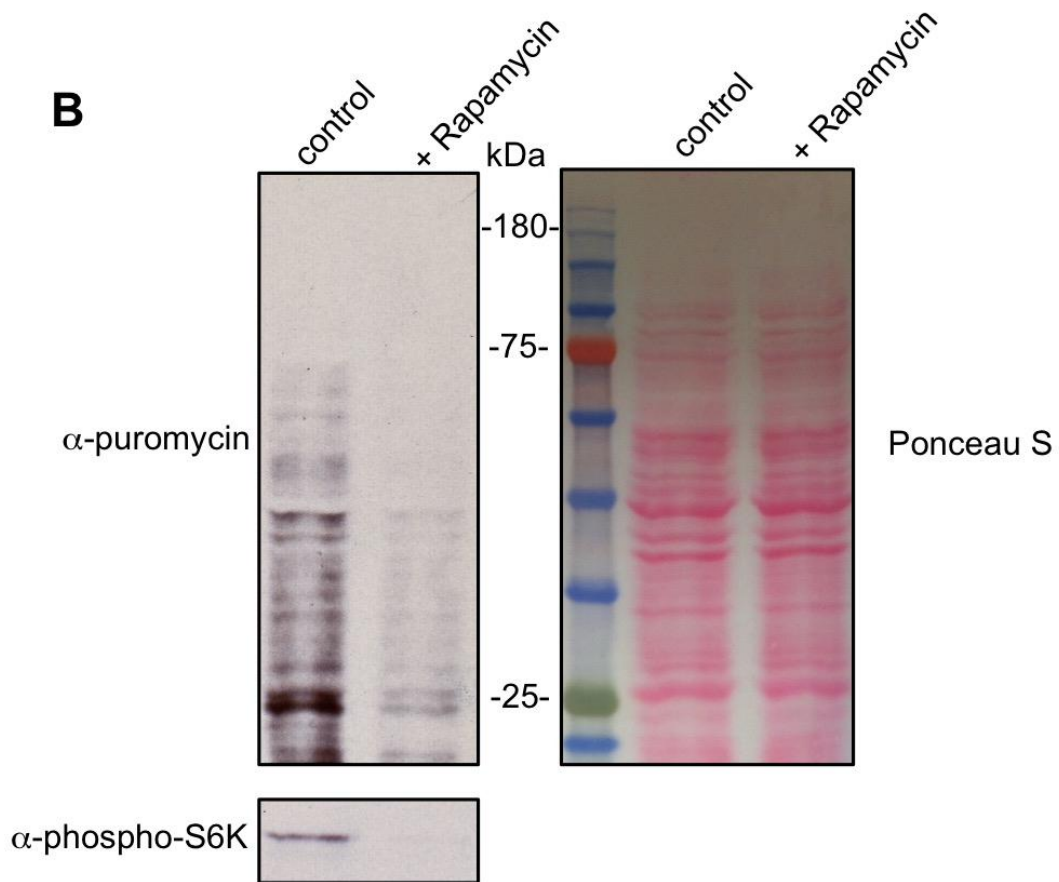 B
control
+ Rapamycin
kDa
control
+ Rapamycin
-180-
-75-
α-puromycin
Ponceau S
-25-
α-phospho-S6K